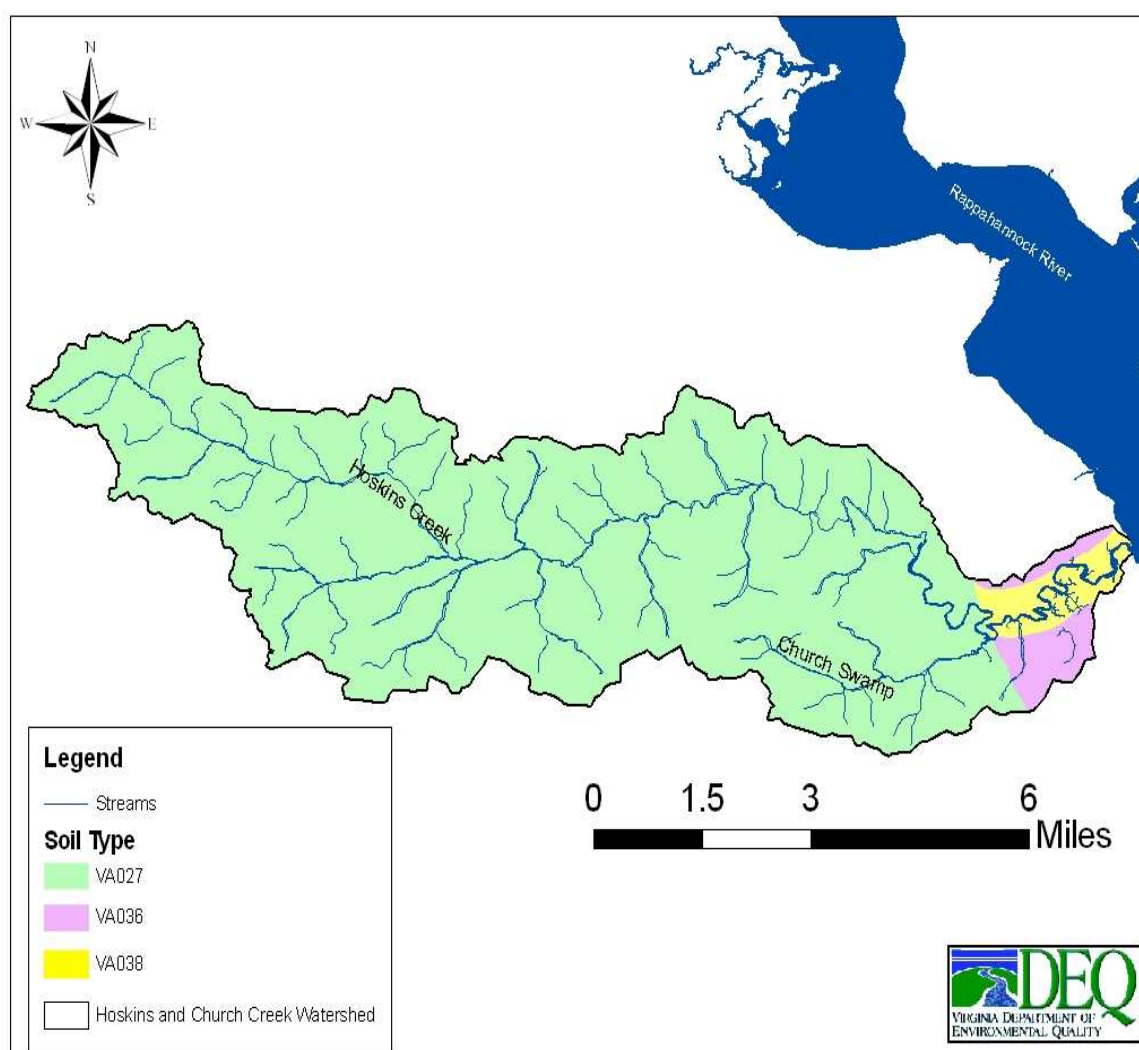 N
W E
S
Rappahannock River
Hoskins Creek
Church Swamp
Legend
Streams
Soil Type
VA027
VA036
VA038
Hoskins and Church Creek Watershed
0 1.5 3 6
Miles
DEQ
VIRGINIA DEPARTMENT OF
ENVIRONMENTAL QUALITY